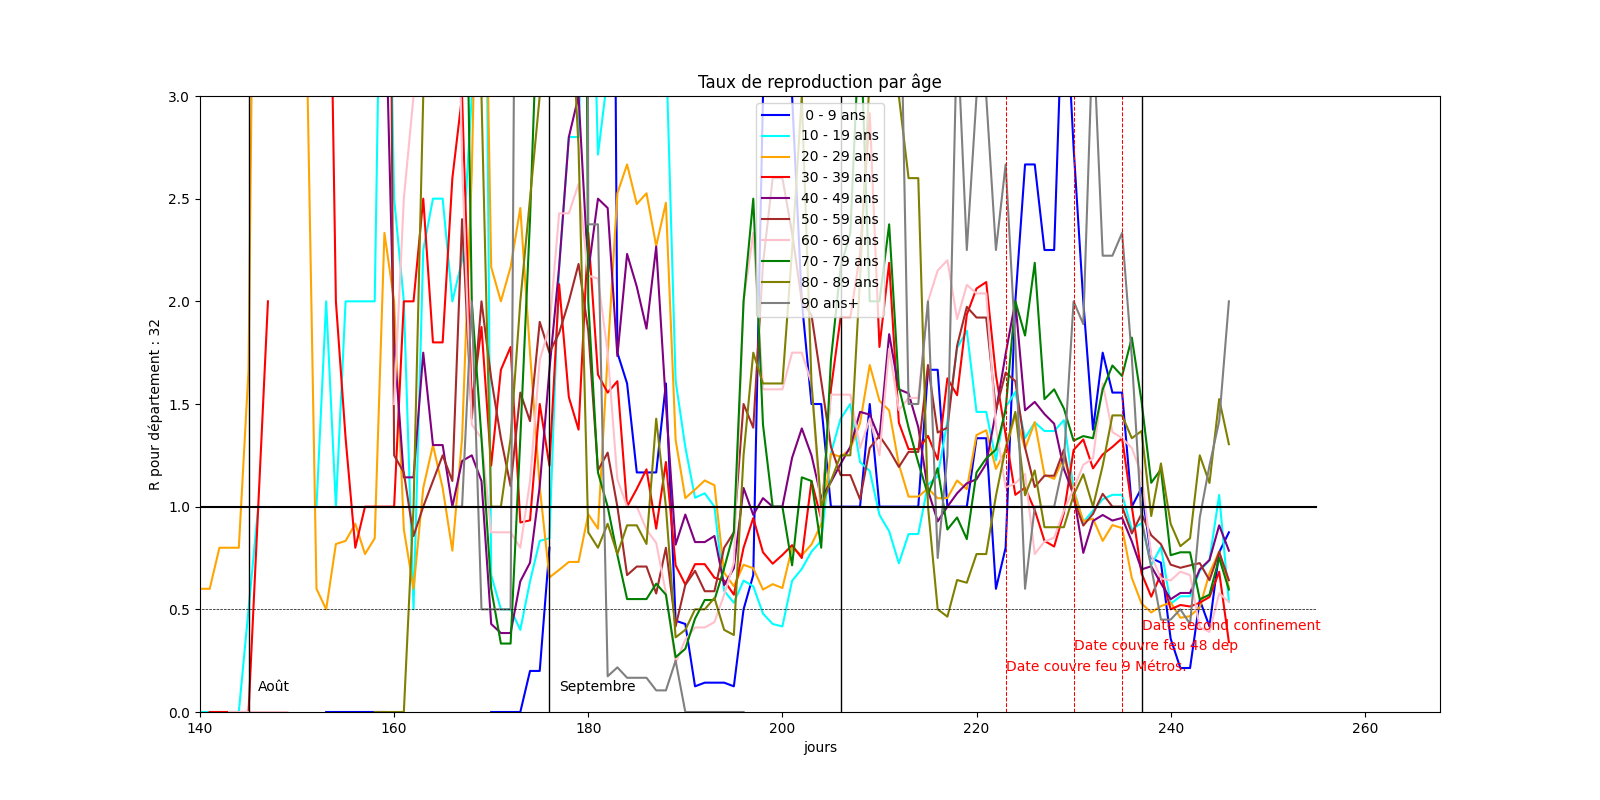 Taux de reproduction par âge
3.0
2.5
2.0
1.5
1.0
0.5
0.0
R pour département : 32
0 - 9 ans
10 - 19 ans
20 - 29 ans
30 - 39 ans
40 - 49 ans
50 - 59 ans
60 - 69 ans
70 - 79 ans
80 - 89 ans
90 ans+
Date second confinement
Date couvre feu 48 dep
Date couvre feu 9 Métros.
Août
Septembre
140 160 180 200 220 240 260
jours